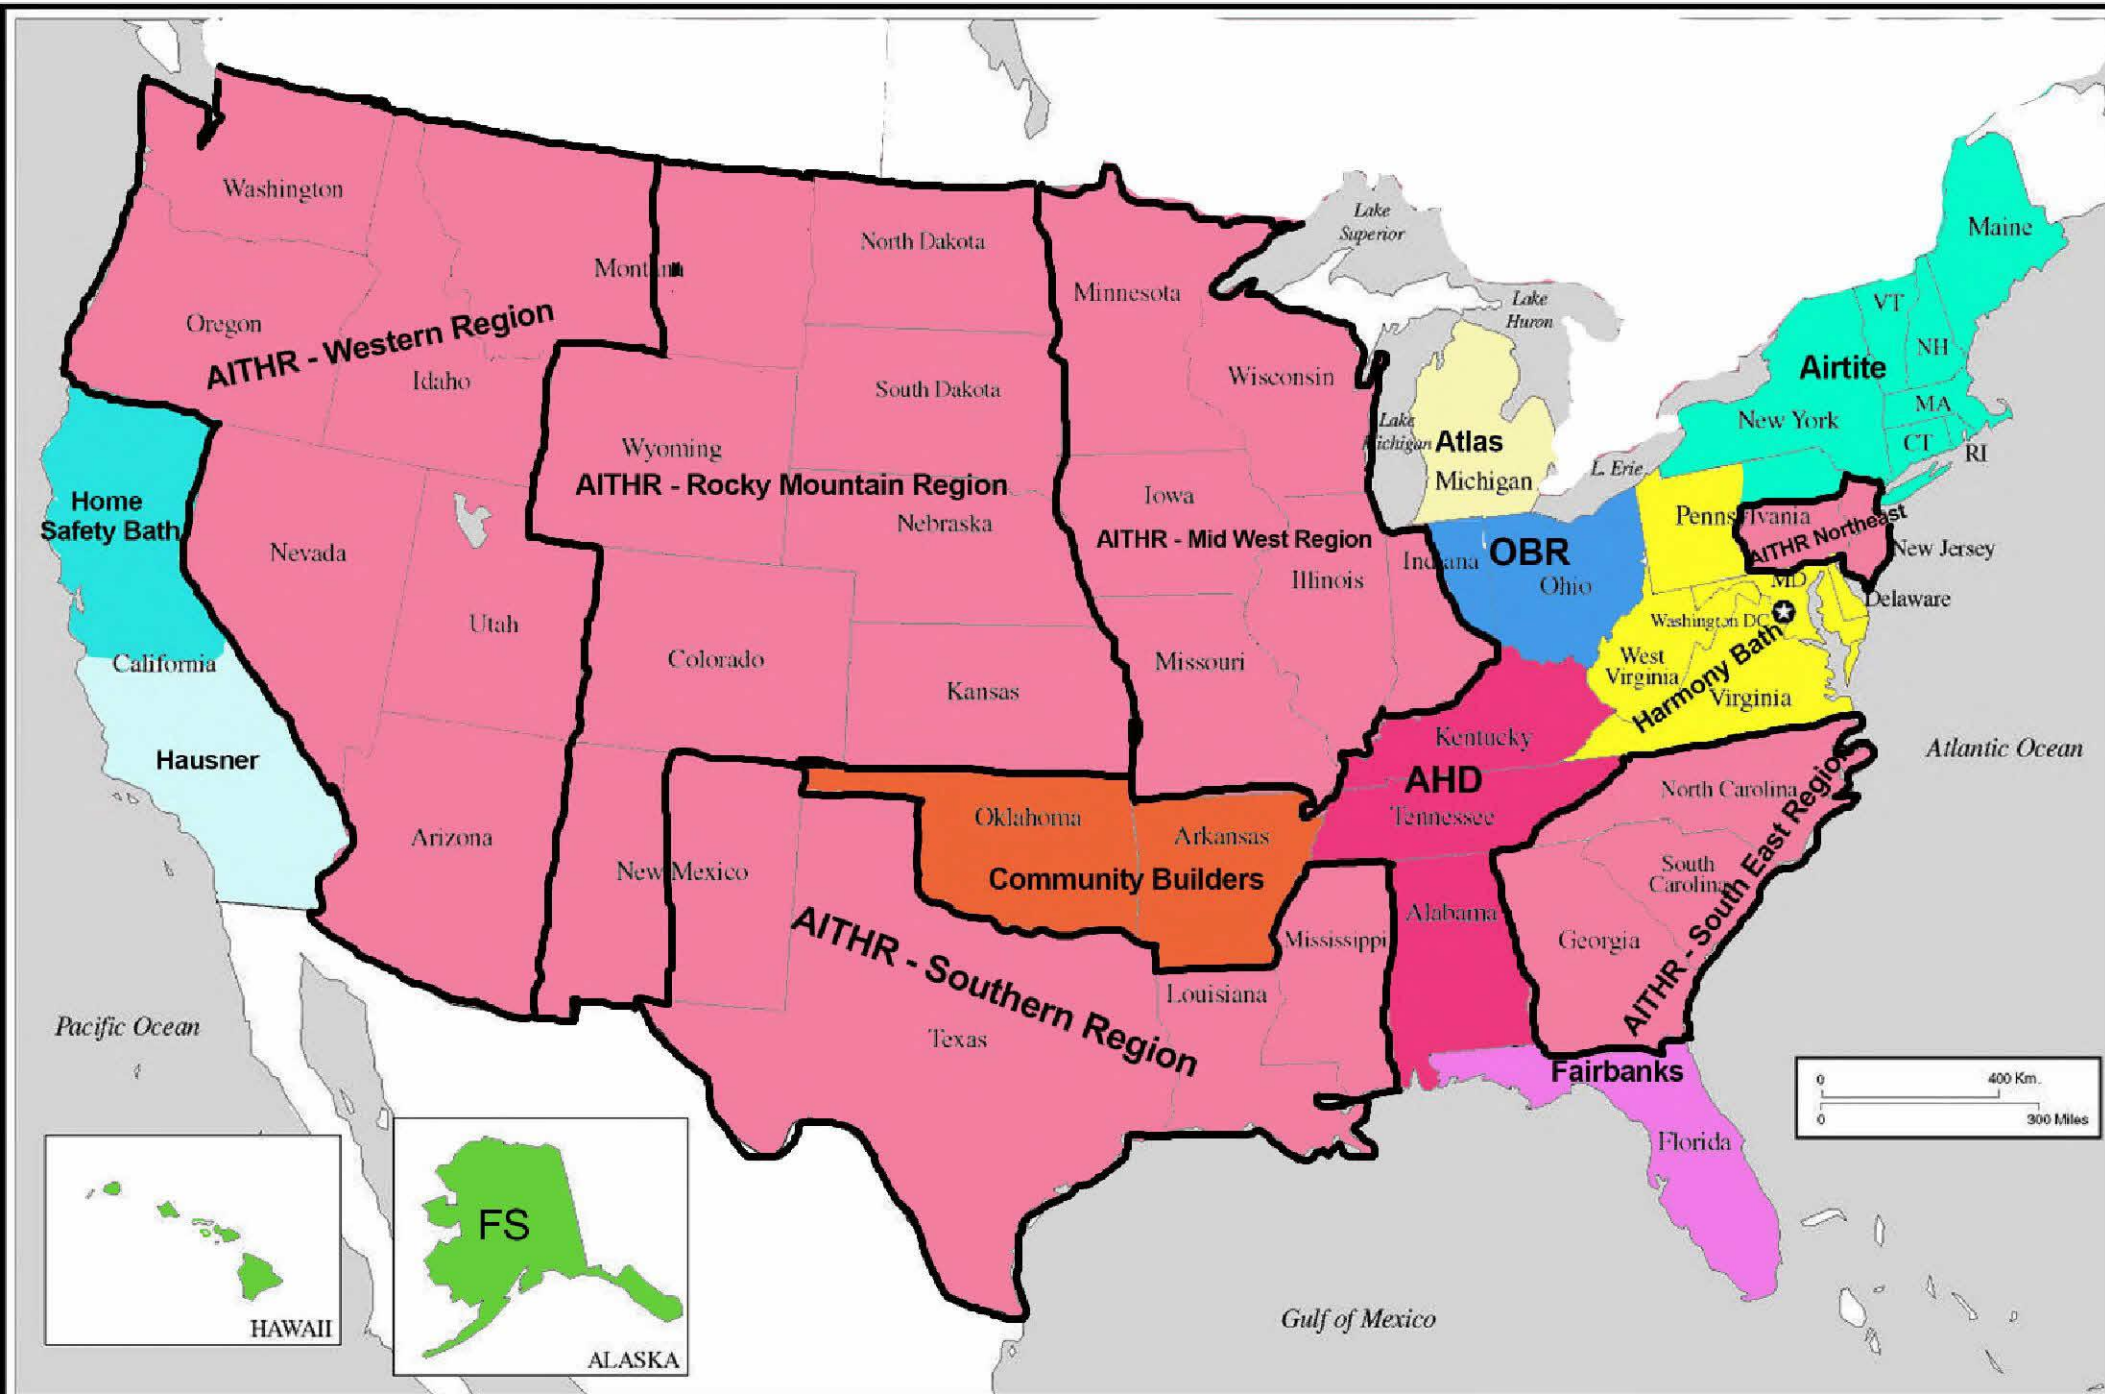 Washington
Montana
North Dakota
Minnesota
Lake
Superior
Lake
Huron
Maine
VT
NH
Oregon
AITHR - Western Region
Idaho
South Dakota
Wisconsin
Lake
Michigan
Atlas
Michigan
L. Erie
Airtite
New York
MA
CT
RI
Wyoming
AITHR - Rocky Mountain Region
Nebraska
Iowa
AITHR - Mid West Region
Illinois
Indiana
OBR
Ohio
Pennsylvania
AITHR Northeast
New Jersey
MD
Delaware
Washington DC
Home
Safety Bath
Nevada
Utah
Colorado
Kansas
Missouri
West
Virginia
Harmony Bath
Virginia
California
Hausner
Kentucky
AHD
Tennessee
Atlantic Ocean
North Carolina
South
Carolina
AITHR - South East Region
Arizona
New Mexico
Oklahoma
Arkansas
Community Builders
Mississippi
Alabama
Georgia
AITHR - Southern Region
Louisiana
Texas
Pacific Ocean
Fairbanks
Florida
0
400 Km.
0
300 Miles
FS
HAWAII
ALASKA
Gulf of Mexico